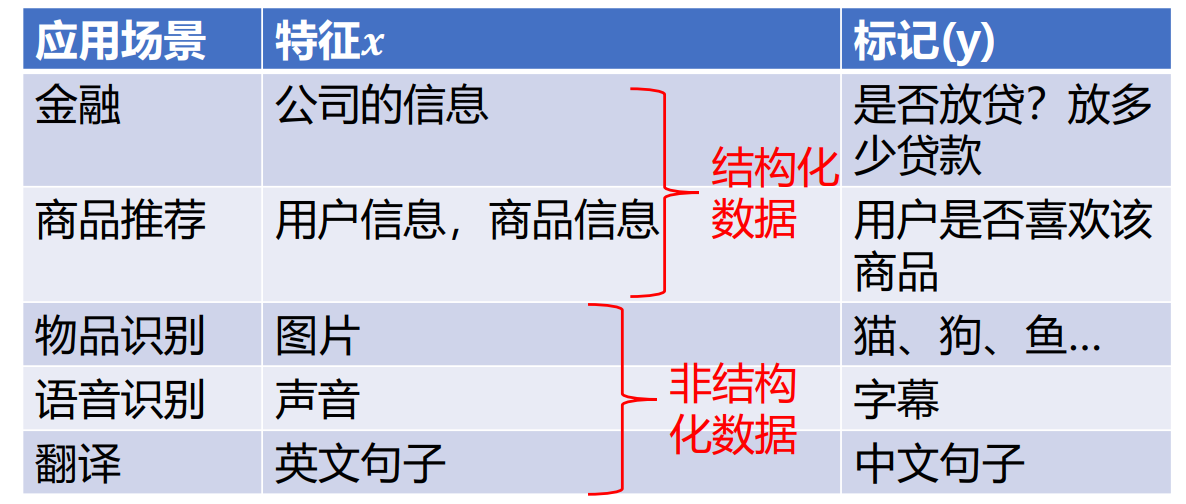 应用场景 特征x 标记(y)
金融 公司的信息 是否放贷？放多
少贷款
结构化
数据
商品推荐 用户信息，商品信息 用户是否喜欢该
商品
物品识别 图片 猫、狗、鱼…
语音识别 声音 字幕
非结构
化数据
翻译 英文句子 中文句子